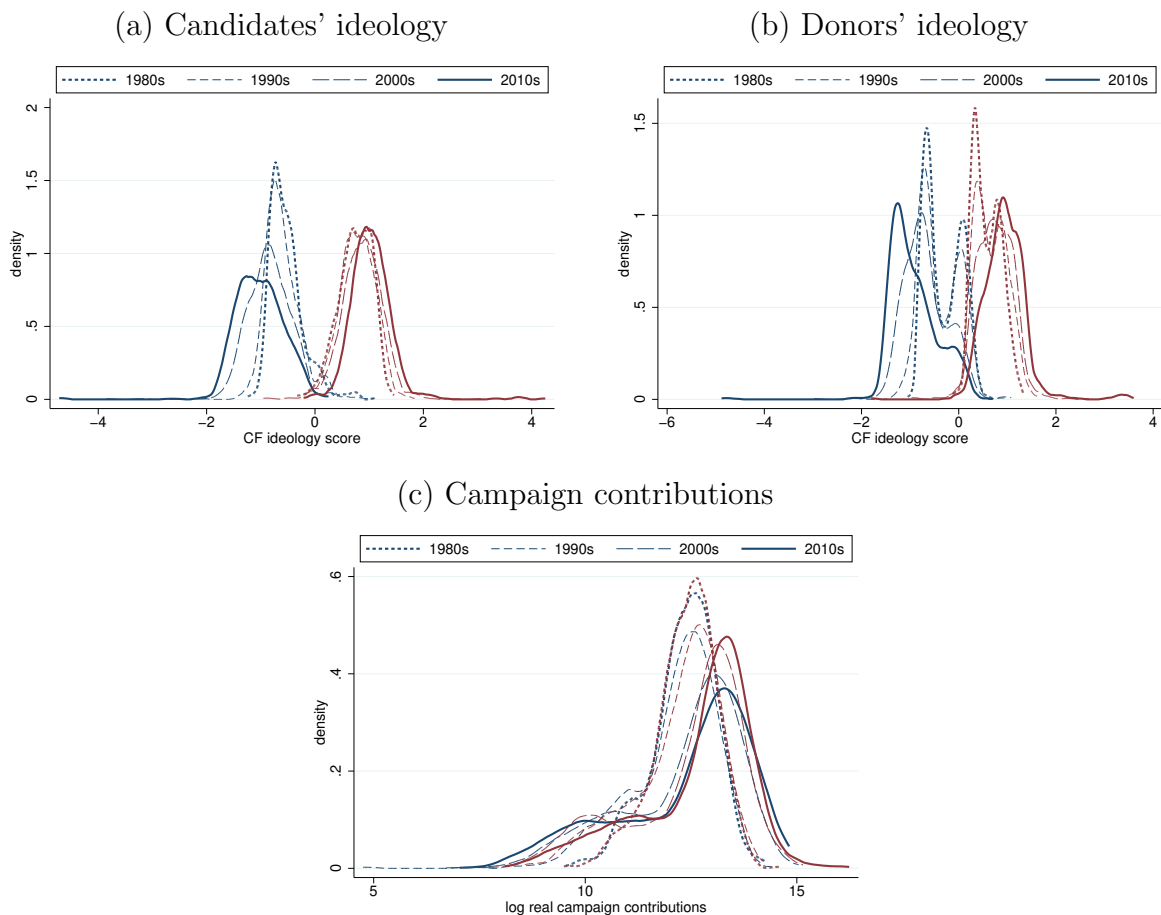 (a) Candidates' ideology
1980s 1990s 2000s 2010s
2
1.5
1
.5
0
density
−4 −2 0 2 4
CF ideology score
(b) Donors' ideology
1980s 1990s 2000s 2010s
1.5
1
.5
0
density
−6 −4 −2 0 2 4
CF ideology score
(c) Campaign contributions
1980s 1990s 2000s 2010s
.6
.4
.2
0
density
5 10 15
log real campaign contributions